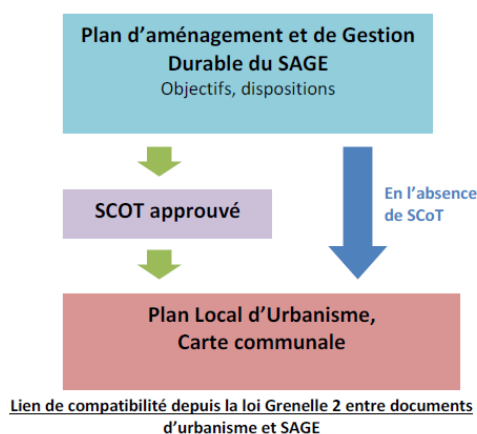 Plan d’aménagement et de Gestion
Durable du SAGE
Objectifs, dispositions
SCOT approuvé
En l’absence
de SCoT
Plan Local d’Urbanisme,
Carte communale
Lien de compatibilité depuis la loi Grenelle 2 entre documents
d’urbanisme et SAGE